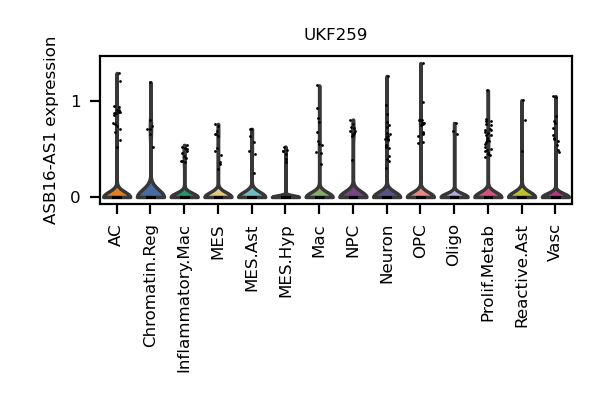 UKF259
ASB16-AS1 expression
1
0
AC
Chromatin.Reg
Inflammatory.Mac
MES
MES.Ast
MES.Hyp
Mac
NPC
Neuron
OPC
Oligo
Prolif.Metab
Reactive.Ast
Vasc